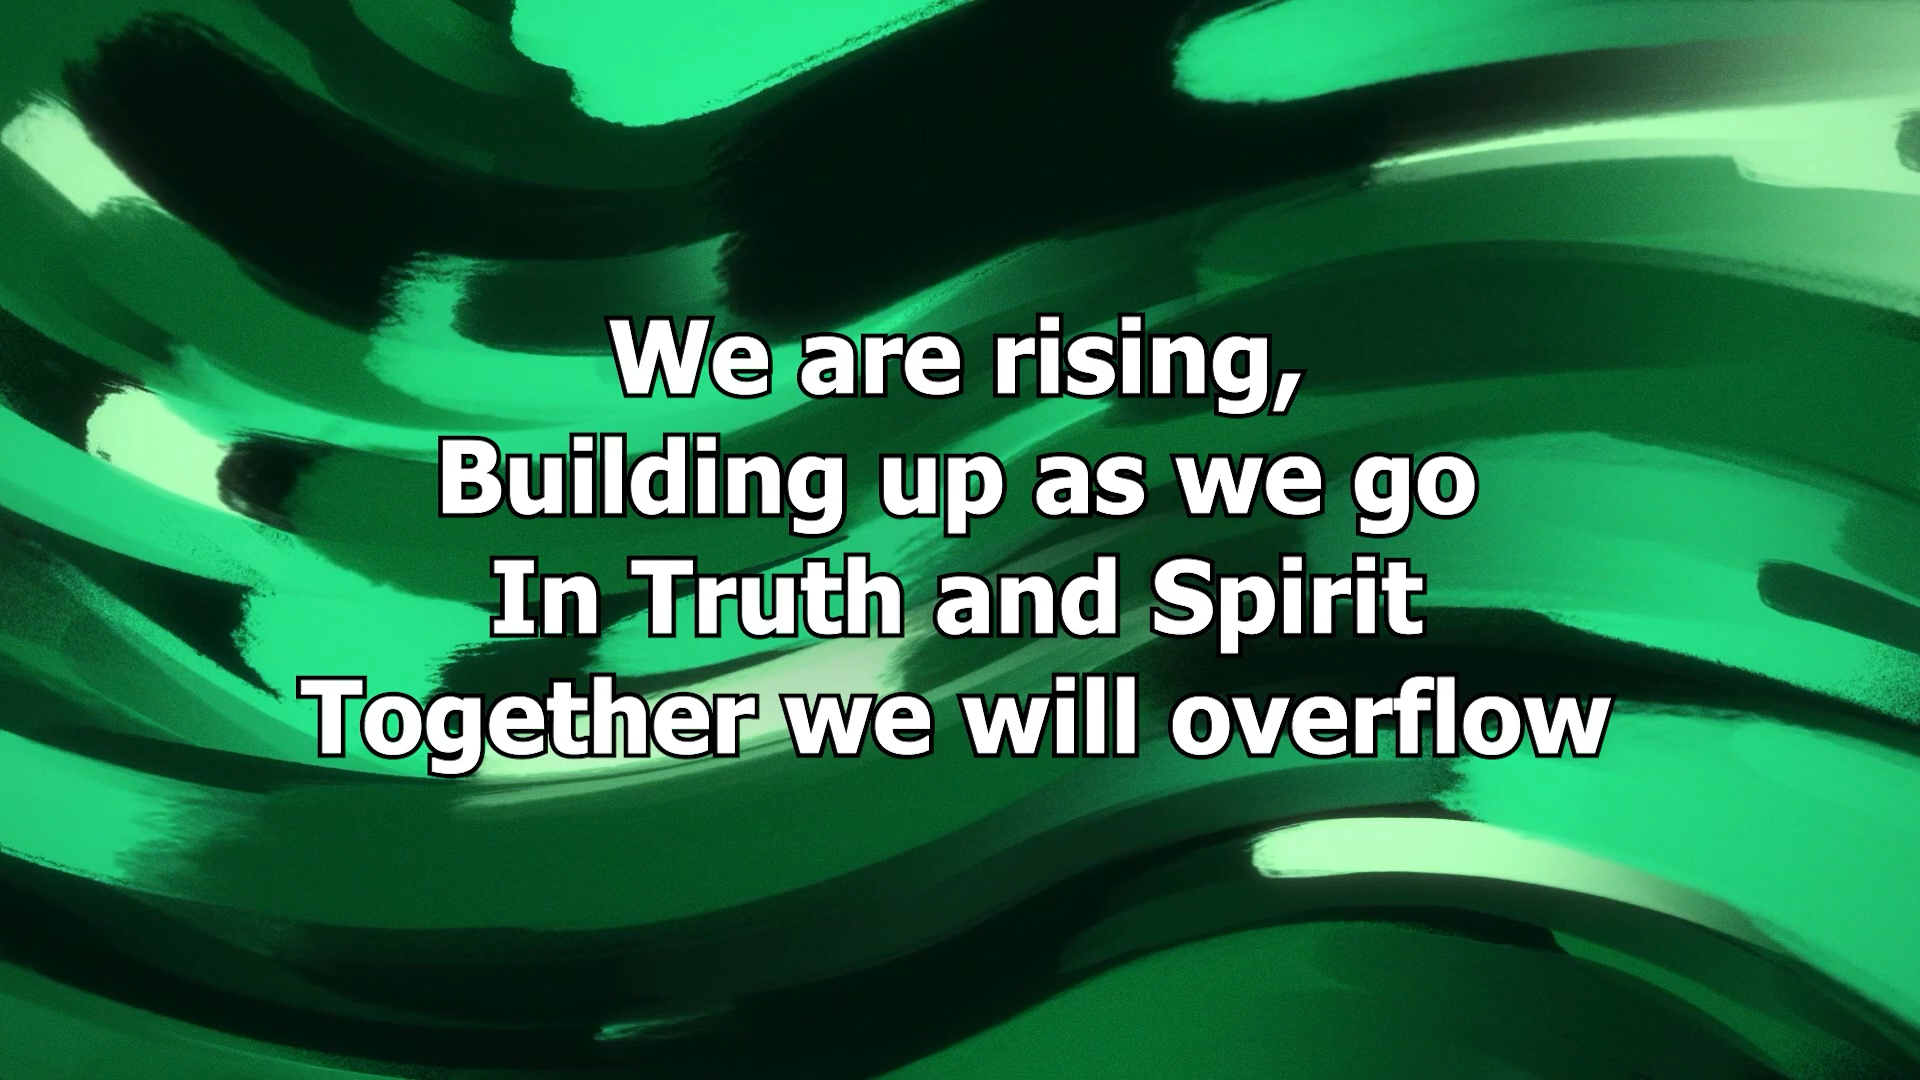 We are rising,
Building up as we go
In Truth and Spirit
Together we will overflow